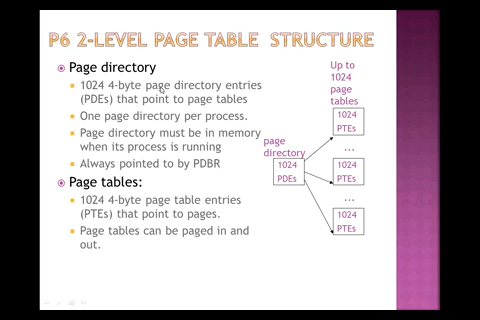 P6 2-LEVEL PAGE TABLE STRUCTURE
Page directory
1024 4-byte page directory entries
(PDEs) that point to page tables
One page directory per process.
Page directory must be in memory
when its process is running
Always pointed to by PDBR
Page tables:
1024 4-byte page table entries
(PTEs) that point to pages.
Page tables can be paged in and
out.
Up to
1024
page
tables
page
directory
1024
PDEs
1024
PTEs
...
1024
PTEs
...
1024
PTEs